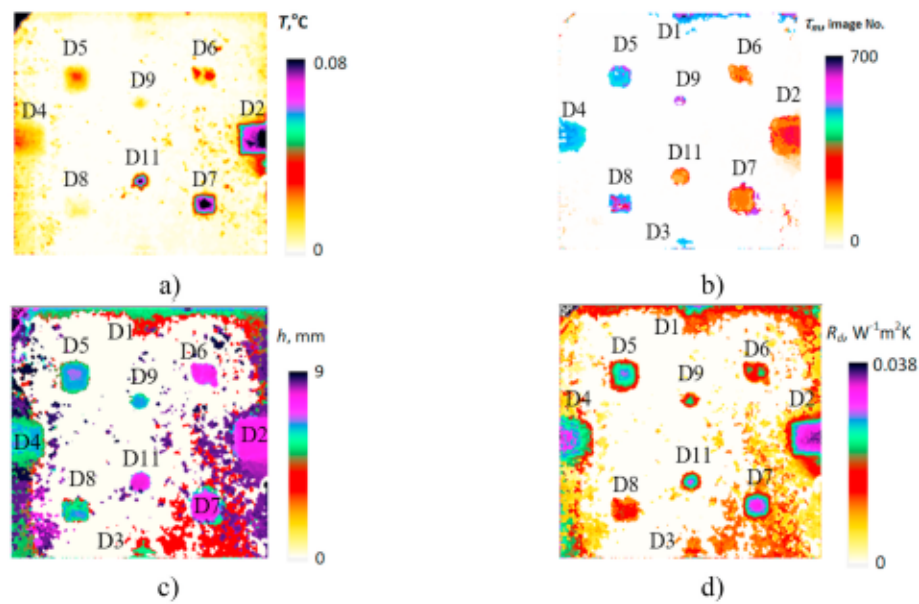 T,°C
0.08
0
D5
D6
D9
D4
D2
D11
D8
D7
a)
τm, image No.
700
0
D1
D5
D6
D9
D4
D2
D11
D8
D7
D3
b)
h, mm
9
0
D1
D5
D6
D9
D4
D2
D11
D8
D7
D3
c)
Rd, W⁻¹m²K
0.038
0
D1
D5
D6
D9
D4
D2
D11
D8
D7
D3
d)